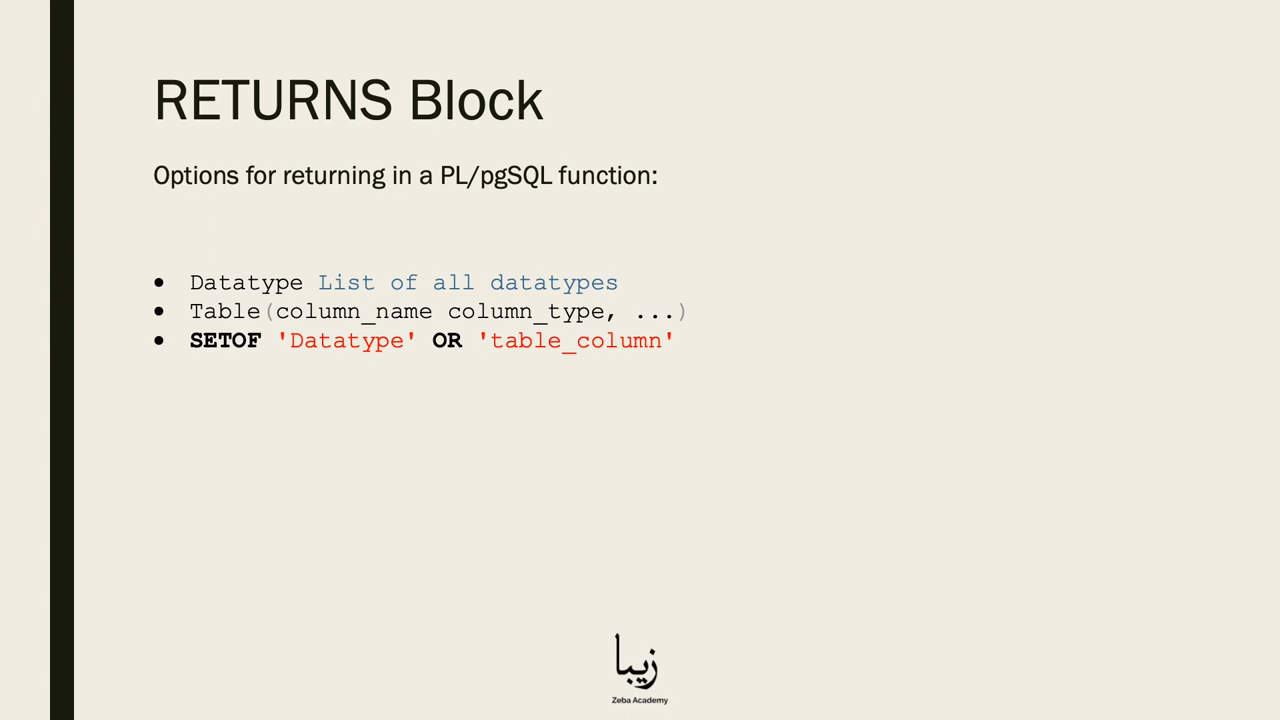 RETURNS Block
Options for returning in a PL/pgSQL function:
● Datatype List of all datatypes
● Table(column_name column_type, ...)
● SETOF 'Datatype' OR 'table_column'
زیبا
Zeba Academy